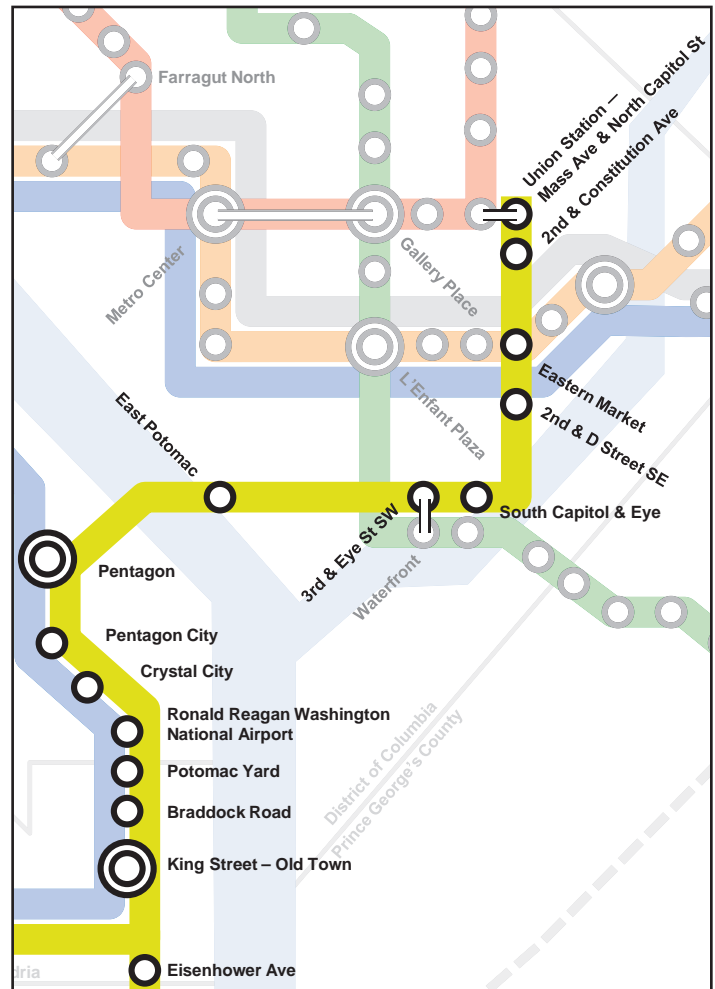 Farragut North
Union Station –
Mass Ave & North Capitol St
2nd & Constitution Ave
Metro Center
Gallery Place
Eastern Market
L'Enfant Plaza
2nd & D Street SE
East Potomac
3rd & Eye St SW
South Capitol & Eye
Waterfront
Pentagon
Pentagon City
Crystal City
Ronald Reagan Washington
National Airport
Potomac Yard
Braddock Road
King Street – Old Town
District of Columbia
Prince George's County
Eisenhower Ave
dria